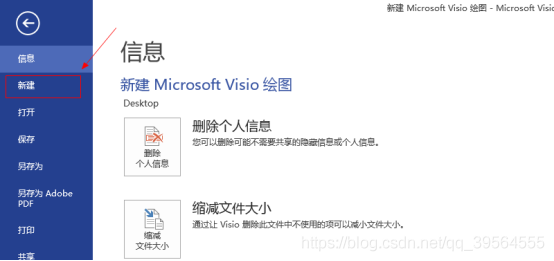 新建 Microsoft Visio 绘图 - Microsoft Visio
信息
新建
打开
保存
另存为
另存为 Adobe
PDF
打印
共享
信息
新建 Microsoft Visio 绘图
Desktop
删除
个人信息
删除个人信息
您可以删除可能不需要共享的隐藏信息或个人信息。
缩减
文件大小
缩减文件大小
通过让 Visio 删除此文件中不使用的项可以减小文件大小。
https://blog.csdn.net/qq_39564555